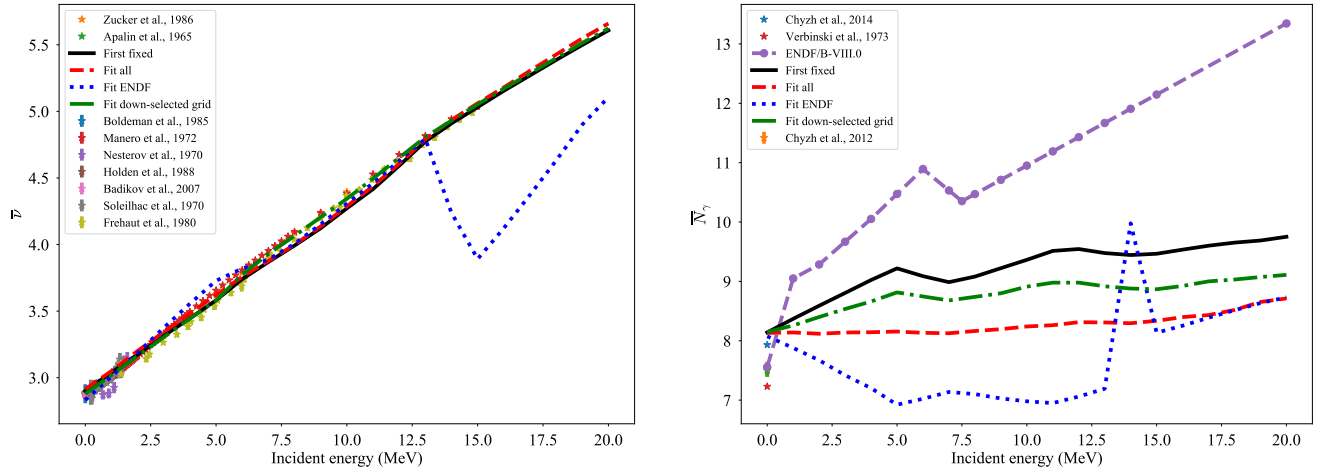 Zucker et al., 1986
Apalin et al., 1965
First fixed
Fit all
Fit ENDF
Fit down-selected grid
Boldeman et al., 1985
Manero et al., 1972
Nesterov et al., 1970
Holden et al., 1988
Badikov et al., 2007
Soleilhac et al., 1970
Frehaut et al., 1980
5.5
5.0
4.5
4.0
3.5
3.0
ν̅
0.0 2.5 5.0 7.5 10.0 12.5 15.0 17.5 20.0
Incident energy (MeV)
Chyzh et al., 2014
Verbinski et al., 1973
ENDF/B-VIII.0
First fixed
Fit all
Fit ENDF
Fit down-selected grid
Chyzh et al., 2012
13
12
11
10
9
8
7
N̅γ
0.0 2.5 5.0 7.5 10.0 12.5 15.0 17.5 20.0
Incident energy (MeV)